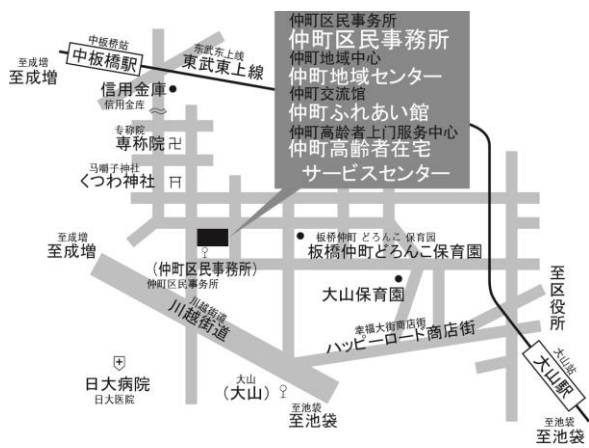 中板桥站
中板橋駅
至成増
至成増
东武东上线
東武東上線
仲町区民事务所
仲町区民事務所
仲町地域中心
仲町地域センター
仲町交流馆
仲町ふれあい館
仲町高龄者上门服务中心
仲町高齢者在宅
サービスセンター
信用金庫
信用金库
专称院
専称院
马嚼子神社
くつわ神社
至成増
至成増
(仲町区民事務所)
仲町区民事务所
板桥仲町 どろんこ 保育园
板橋仲町どろんこ保育園
大山保育園
川越街道
川越街道
幸福大街商店街
ハッピーロード商店街
至区役所
大山站
大山駅
至池袋
至池袋
日大病院
日大医院
大山
(大山)
至池袋
至池袋